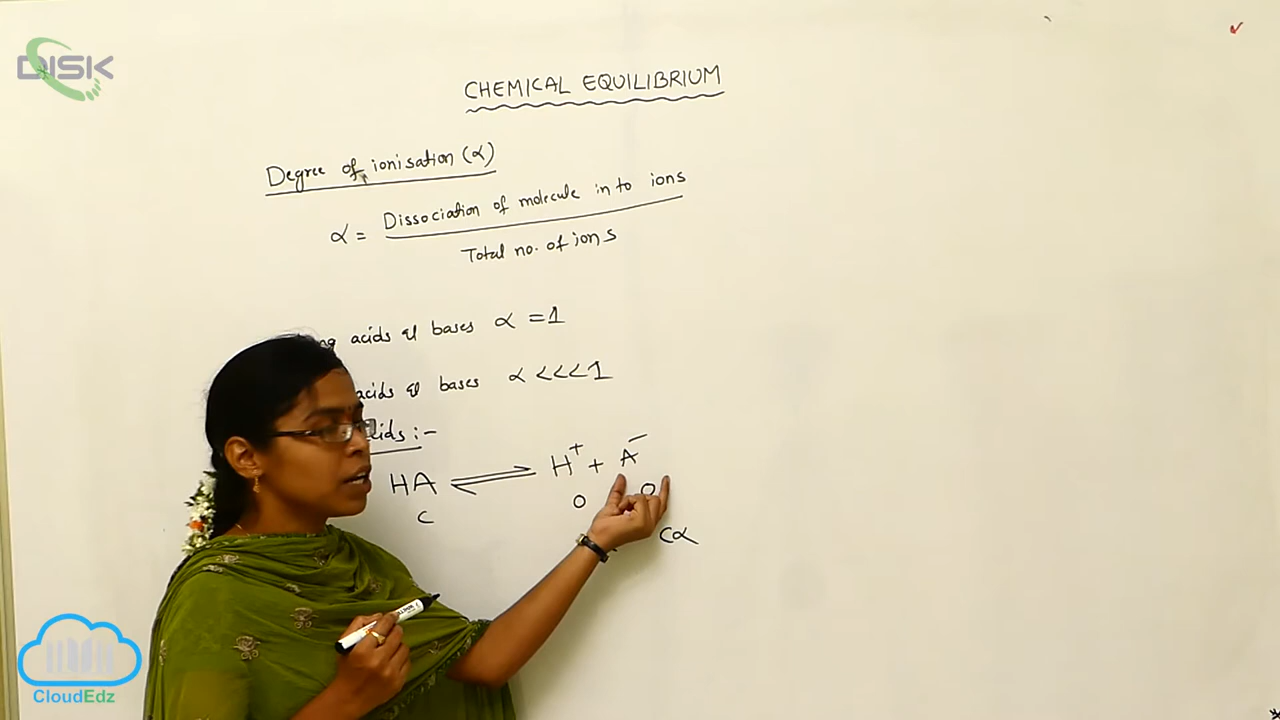 DISK
CHEMICAL EQUILIBRIUM
Degree of ionisation (α)
α = Dissociation of molecule in to ions
Total no. of ions
acids & bases α = 1
acids & bases α <<< 1
cids :-
HA ⇌ H⁺ + A⁻
C 0 0
Cα
CloudEdz